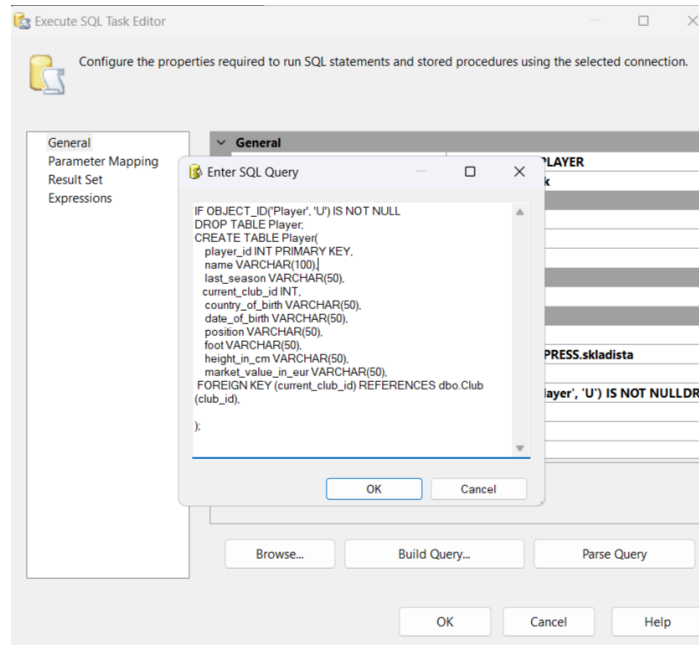 Execute SQL Task Editor
Configure the properties required to run SQL statements and stored procedures using the selected connection.
General
Parameter Mapping
Result Set
Expressions
General
PLAYER
k
Enter SQL Query
IF OBJECT_ID('Player', 'U') IS NOT NULL
DROP TABLE Player;
CREATE TABLE Player(
player_id INT PRIMARY KEY,
name VARCHAR(100),
last_season VARCHAR(50),
current_club_id INT,
country_of_birth VARCHAR(50),
date_of_birth VARCHAR(50),
position VARCHAR(50),
foot VARCHAR(50),
height_in_cm VARCHAR(50),
market_value_in_eur VARCHAR(50),
FOREIGN KEY (current_club_id) REFERENCES dbo.Club
(club_id),
);
OK
Cancel
PRESS.skladista
layer', 'U') IS NOT NULLDR
Browse...
Build Query...
Parse Query
OK
Cancel
Help